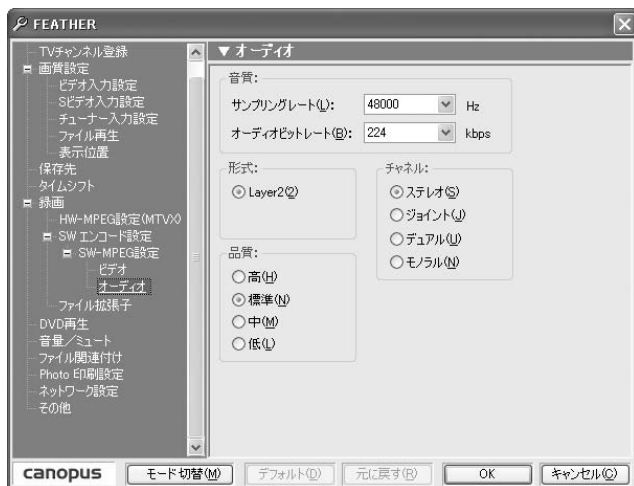 FEATHER
TVチャンネル登録
画質設定
ビデオ入力設定
Sビデオ入力設定
チューナー入力設定
ファイル再生
表示位置
保存先
タイムシフト
録画
HW-MPEG設定(MTVX)
SWエンコード設定
SW-MPEG設定
ビデオ
オーディオ
ファイル拡張子
DVD再生
音量/ミュート
ファイル関連付け
Photo 印刷設定
ネットワーク設定
その他
▼ オーディオ
音質:
サンプリングレート(L): 48000 Hz
オーディオビットレート(B): 224 kbps
形式:
Layer2(2)
チャネル:
ステレオ(S)
ジョイント(J)
デュアル(U)
モノラル(N)
品質:
高(H)
標準(N)
中(M)
低(L)
canopus モード切替(M) デフォルト(D) 元に戻す(R) OK キャンセル(C)